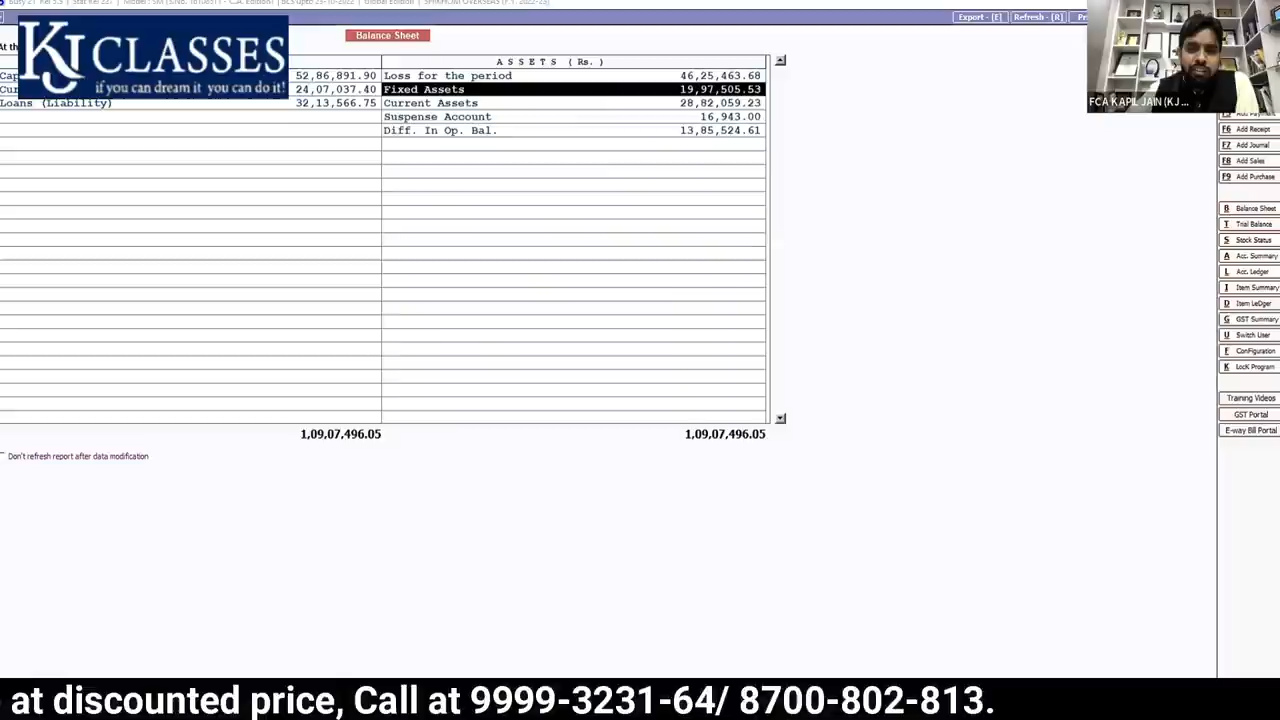 Export - [E] Refresh - [R]
At th
KJ CLASSES
if you can dream it you can do it!
Balance Sheet
A S S E T S ( Rs. )
52,86,891.90 Loss for the period 46,25,463.68
24,07,037.40 Fixed Assets 19,97,505.53
Loans (Liability) 32,13,566.75 Current Assets 28,82,059.23
Suspense Account 16,943.00
Diff. In Op. Bal. 13,85,524.61
1,09,07,496.05 1,09,07,496.05
Don't refresh report after data modification
FCA KAPIL JAIN (KJ ...
F6 Add Receipt
F7 Add Journal
F8 Add Sales
F9 Add Purchase
B Balance Sheet
T Trial Balance
S Stock Status
A Acc. Summary
L Acc. Ledger
I Item Summary
D Item LeDger
G GST Summary
U Switch User
F ConFiguration
K LocK Program
Training Videos
GST Portal
E-way Bill Portal
at discounted price, Call at 9999-3231-64/ 8700-802-813.